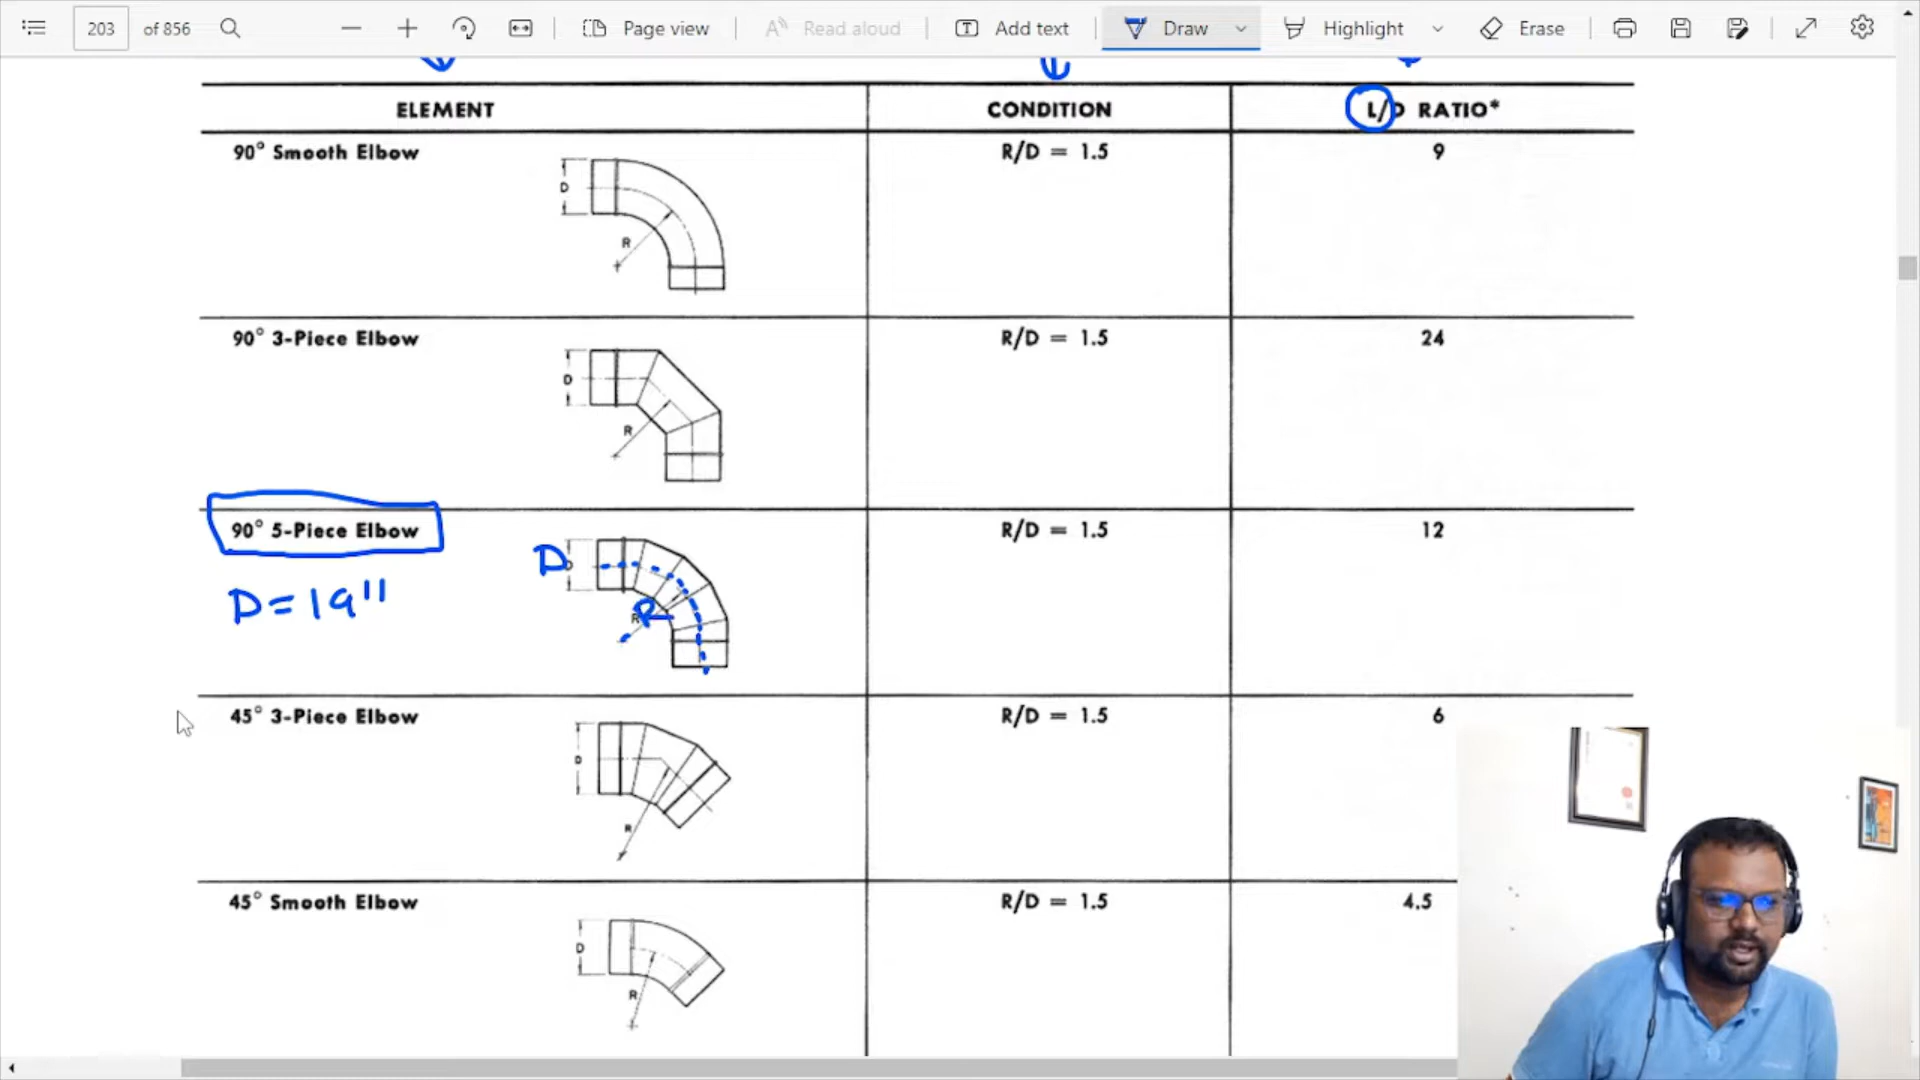 203 of 856 Page view Read aloud Add text Draw Highlight Erase
ELEMENT CONDITION L/D RATIO*
90° Smooth Elbow R/D = 1.5 9
D
R
90° 3-Piece Elbow R/D = 1.5 24
D
R
90° 5-Piece Elbow R/D = 1.5 12
D D
D = 19"
R R
45° 3-Piece Elbow R/D = 1.5 6
D
R
45° Smooth Elbow R/D = 1.5 4.5
D
R